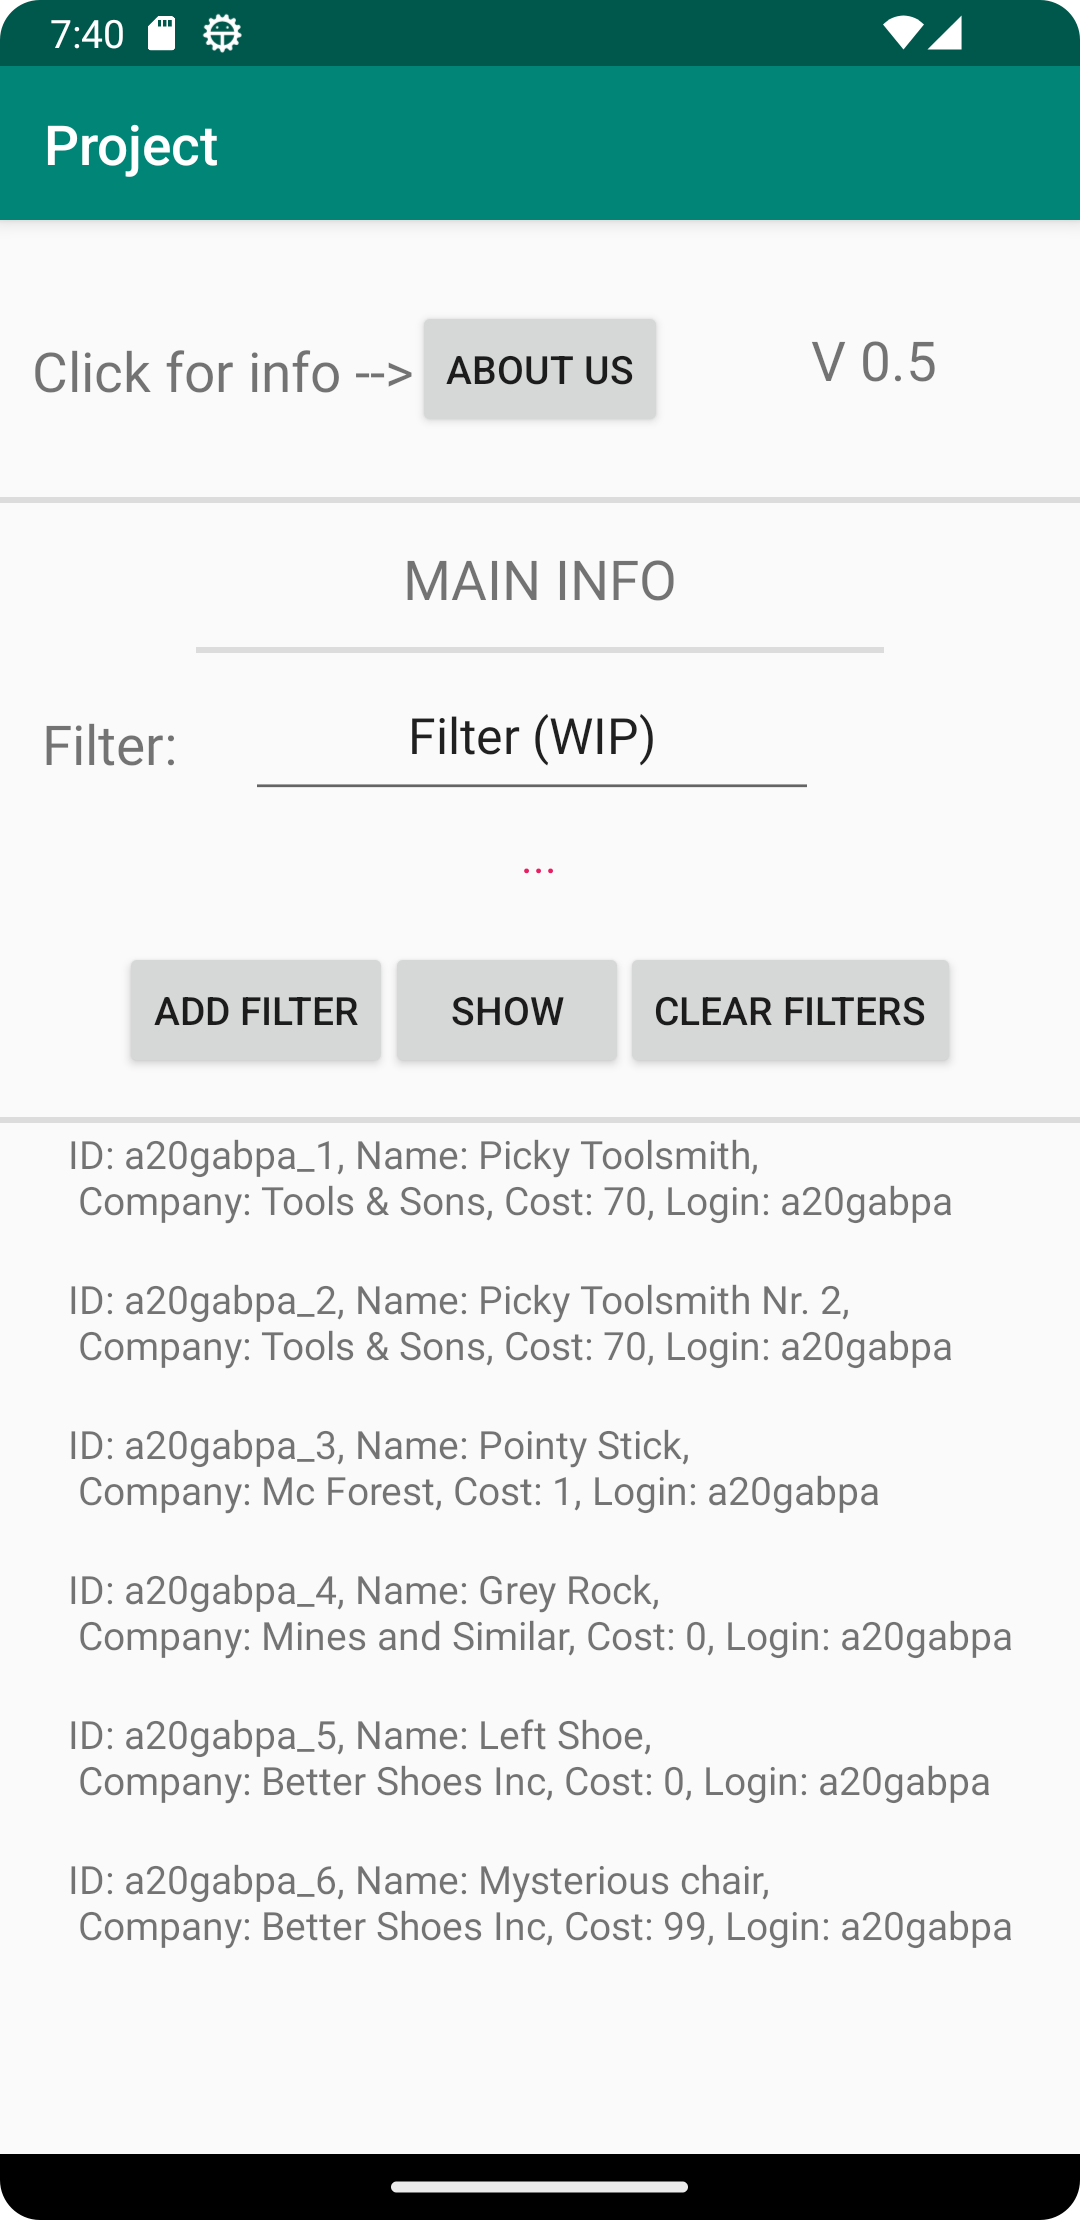 7:40
Project
Click for info -->
ABOUT US
V 0.5
MAIN INFO
Filter:
Filter (WIP)
...
ADD FILTER
SHOW
CLEAR FILTERS
ID: a20gabpa_1, Name: Picky Toolsmith,
Company: Tools & Sons, Cost: 70, Login: a20gabpa
ID: a20gabpa_2, Name: Picky Toolsmith Nr. 2,
Company: Tools & Sons, Cost: 70, Login: a20gabpa
ID: a20gabpa_3, Name: Pointy Stick,
Company: Mc Forest, Cost: 1, Login: a20gabpa
ID: a20gabpa_4, Name: Grey Rock,
Company: Mines and Similar, Cost: 0, Login: a20gabpa
ID: a20gabpa_5, Name: Left Shoe,
Company: Better Shoes Inc, Cost: 0, Login: a20gabpa
ID: a20gabpa_6, Name: Mysterious chair,
Company: Better Shoes Inc, Cost: 99, Login: a20gabpa